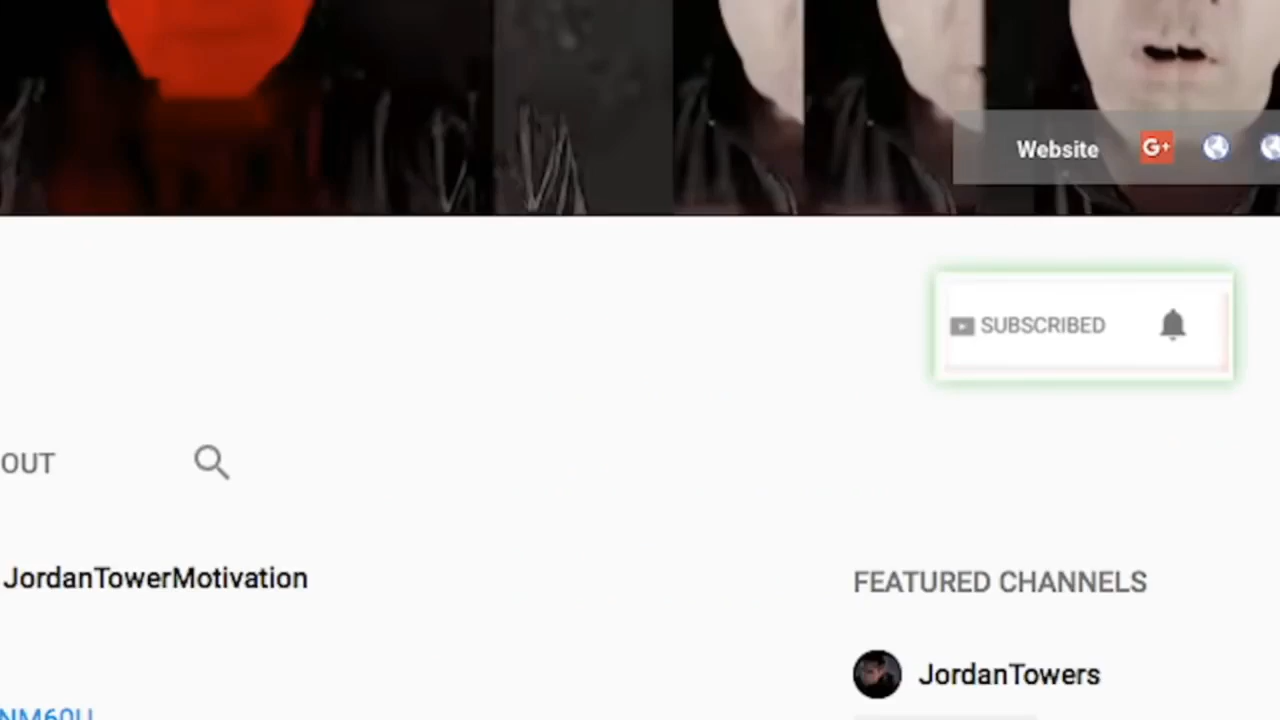 Website G+
SUBSCRIBED
OUT
JordanTowerMotivation
FEATURED CHANNELS
JordanTowers